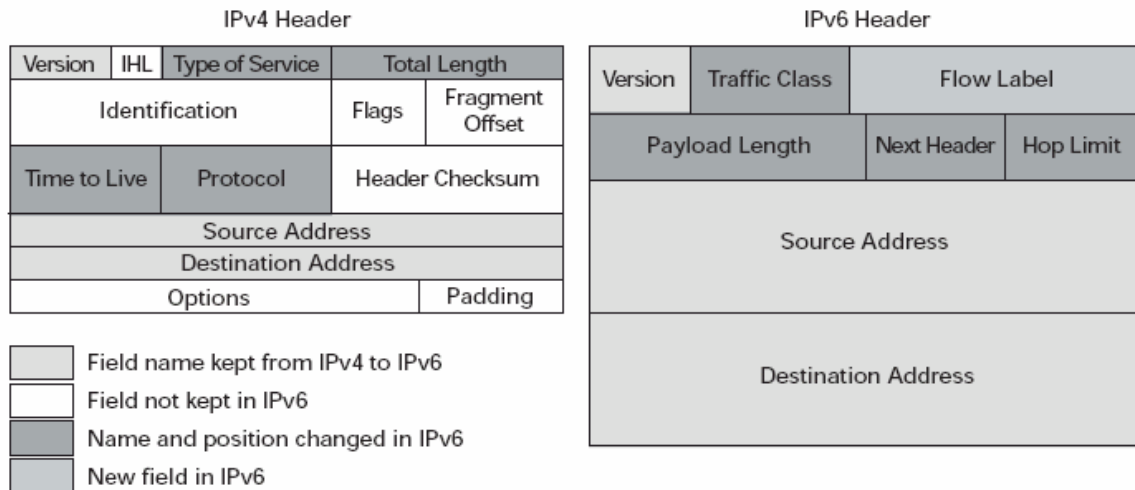 IPv4 Header
Version IHL Type of Service Total Length
Identification Flags Fragment
Offset
Time to Live Protocol Header Checksum
Source Address
Destination Address
Options Padding
Field name kept from IPv4 to IPv6
Field not kept in IPv6
Name and position changed in IPv6
New field in IPv6
IPv6 Header
Version Traffic Class Flow Label
Payload Length Next Header Hop Limit
Source Address
Destination Address